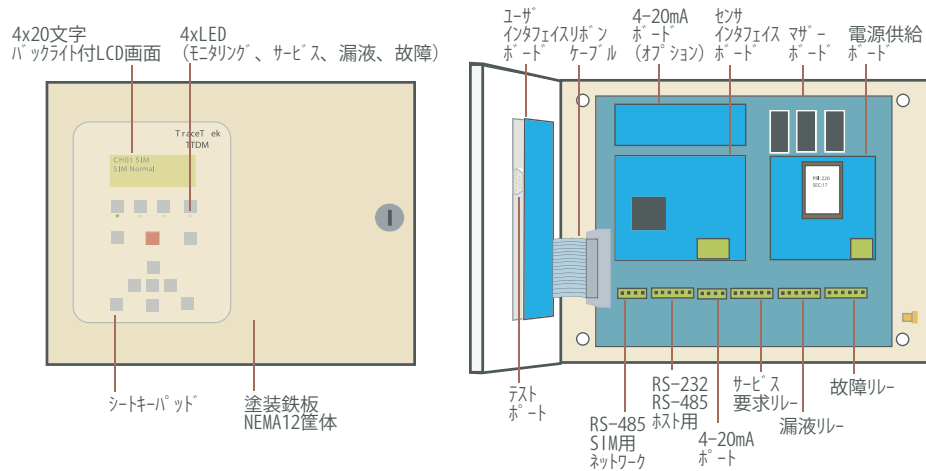 4x20文字
ﾊﾞｯｸﾗｲﾄ付LCD画面
4xLED
(ﾓﾆﾀﾘﾝｸﾞ、ｻｰﾋﾞｽ、漏液、故障)
TraceTek
TTDM
CH01 SIM
SIM Normal
ｼｰﾄｷｰﾊﾟｯﾄﾞ
塗装鉄板
NEMA12筐体
ﾕｰｻﾞ
ｲﾝﾀﾌｪｲｽ
ﾎﾞｰﾄﾞ
ﾘﾎﾞﾝ
ｹｰﾌﾞﾙ
4-20mA
ﾎﾞｰﾄﾞ
(ｵﾌﾟｼｮﾝ)
ｾﾝｻ
ｲﾝﾀﾌｪｲｽ
ﾎﾞｰﾄﾞ
ﾏｻﾞｰ
ﾎﾞｰﾄﾞ
電源供給
ﾎﾞｰﾄﾞ
PRI:220
SEC:17
ﾃｽﾄ
ﾎﾟｰﾄ
RS-485
SIM用
ﾈｯﾄﾜｰｸ
RS-232
RS-485
ﾎｽﾄ用
4-20mA
ﾎﾟｰﾄ
ｻｰﾋﾞｽ
要求ﾘﾚｰ
漏液ﾘﾚｰ
故障ﾘﾚｰ